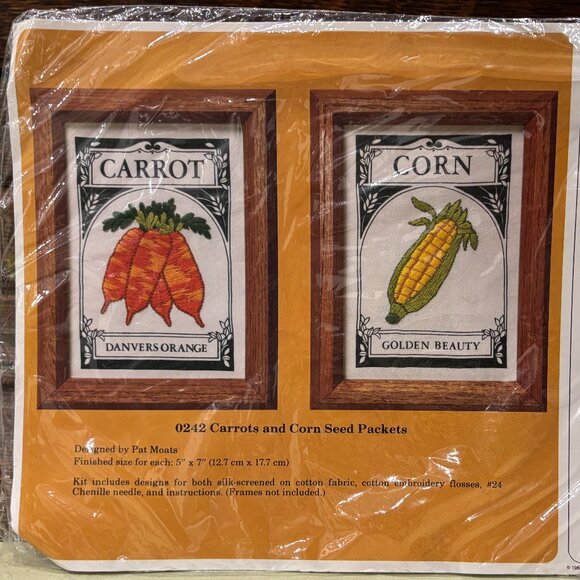 CARROT
DANVERS ORANGE
CORN
GOLDEN BEAUTY
0242 Carrots and Corn Seed Packets
Designed by Pat Moats
Finished size for each: 5" x 7" (12.7 cm x 17.7 cm)
Kit includes designs for both silk-screened on cotton fabric, cotton embroidery flosses, #24
Chenille needle, and instructions. (Frames not included.)